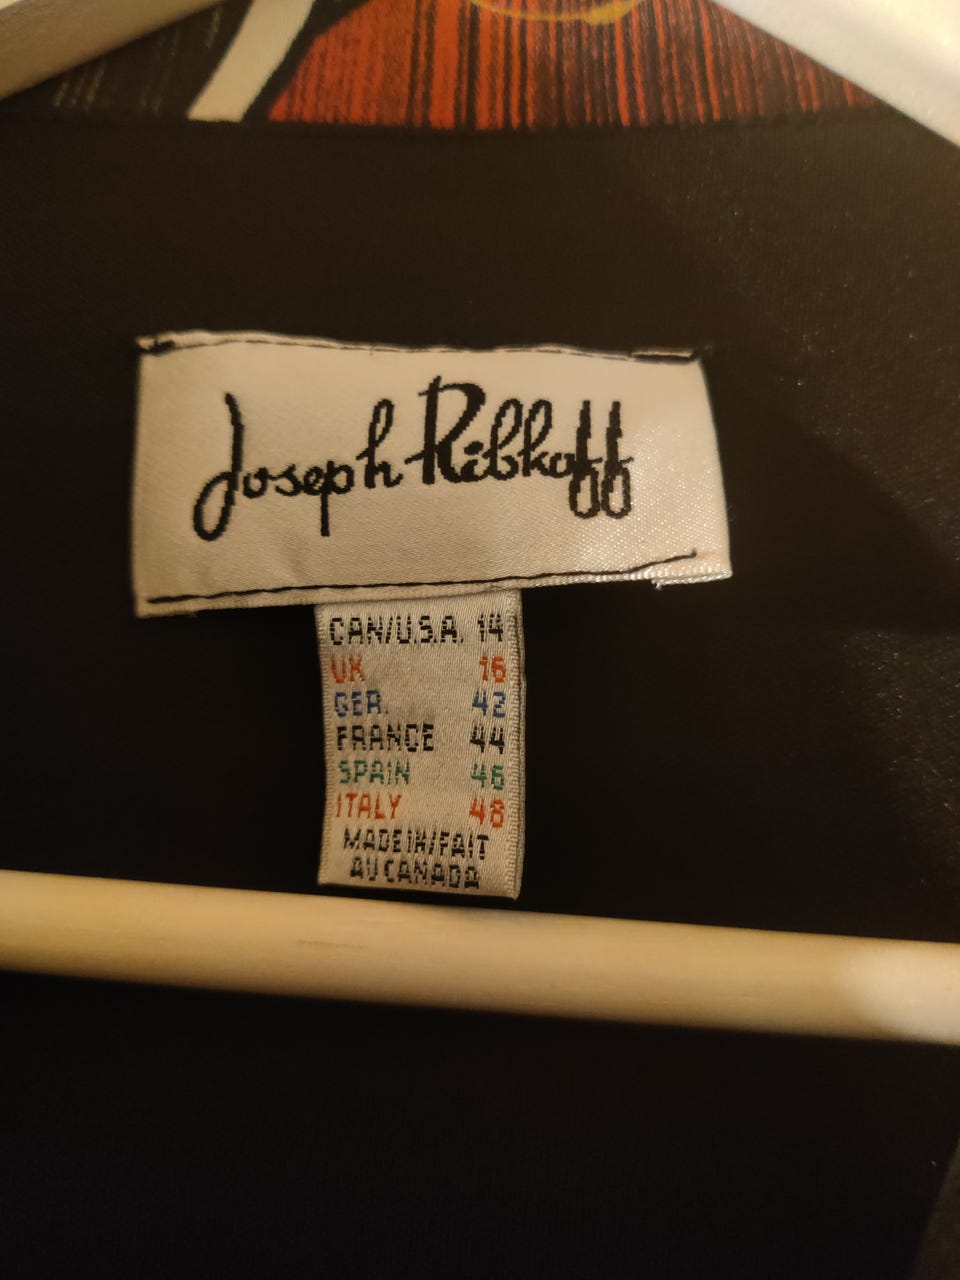 Joseph Ribkoff
CAN/U.S.A. 14
UK 16
GER. 42
FRANCE 44
SPAIN 46
ITALY 48
MADE IN/FAIT
AU CANADA